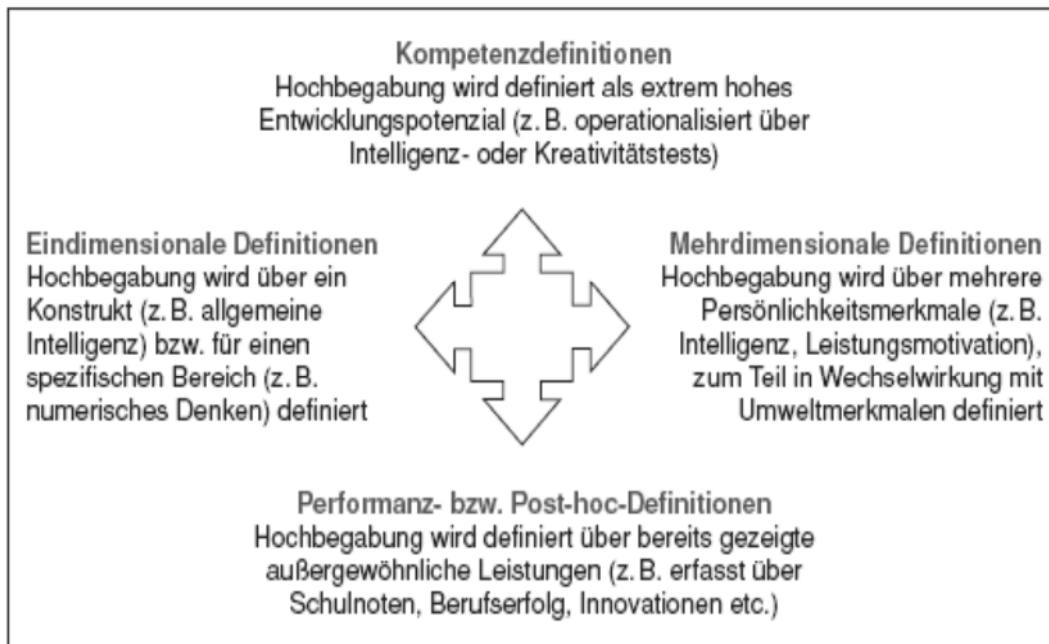 Kompetenzdefinitionen
Hochbegabung wird definiert als extrem hohes
Entwicklungspotenzial (z. B. operationalisiert über
Intelligenz- oder Kreativitätstests)
Eindimensionale Definitionen
Hochbegabung wird über ein
Konstrukt (z. B. allgemeine
Intelligenz) bzw. für einen
spezifischen Bereich (z. B.
numerisches Denken) definiert
Mehrdimensionale Definitionen
Hochbegabung wird über mehrere
Persönlichkeitsmerkmale (z. B.
Intelligenz, Leistungsmotivation),
zum Teil in Wechselwirkung mit
Umweltmerkmalen definiert
Performanz- bzw. Post-hoc-Definitionen
Hochbegabung wird definiert über bereits gezeigte
außergewöhnliche Leistungen (z. B. erfasst über
Schulnoten, Berufserfolg, Innovationen etc.)